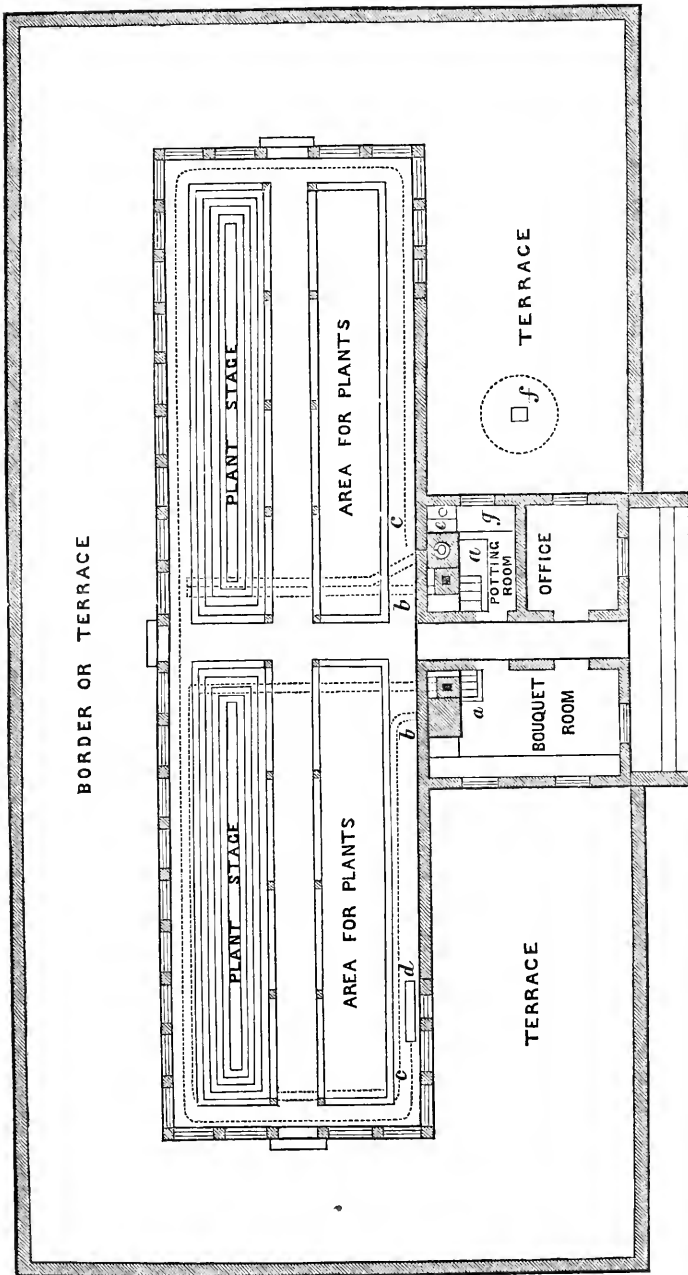 BORDER OR TERRACE
PLANT STAGE
PLANT STAGE
AREA FOR PLANTS
AREA FOR PLANTS
c
d
b
b
c
a
BOUQUET
ROOM
a
e
g
POTTING
ROOM
OFFICE
TERRACE
TERRACE
f